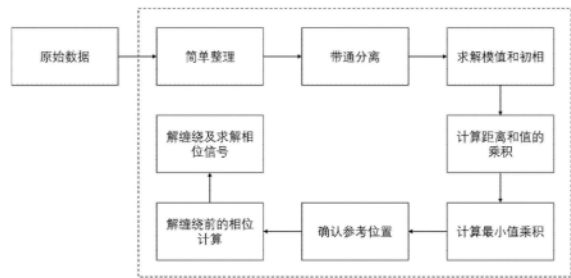 原始数据
简单整理
带通分离
求解模值和初相
计算距离和值的
乘积
计算最小值乘积
确认参考位置
解缠绕前的相位
计算
解缠绕及求解相
位信号